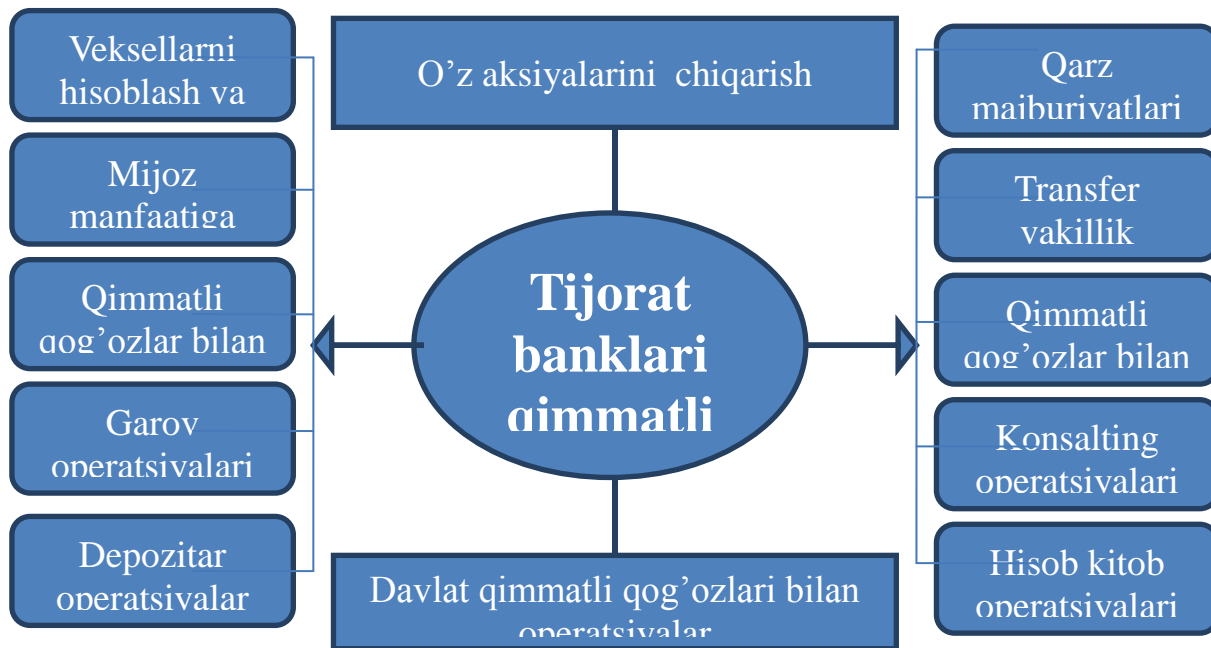 Veksellarni
hisoblash va
Mijoz
manfaatiga
Qimmatli
qog’ozlar bilan
Garov
operatsiyalari
Depozitar
operatsiyalar
O’z aksiyalarini chiqarish
Tijorat
banklari
qimmatli
Davlat qimmatli qog’ozlari bilan
operatsiyalar
Qarz
majburiyatlari
Transfer
vakillik
Qimmatli
qog’ozlar bilan
Konsalting
operatsiyalari
Hisob kitob
operatsiyalari